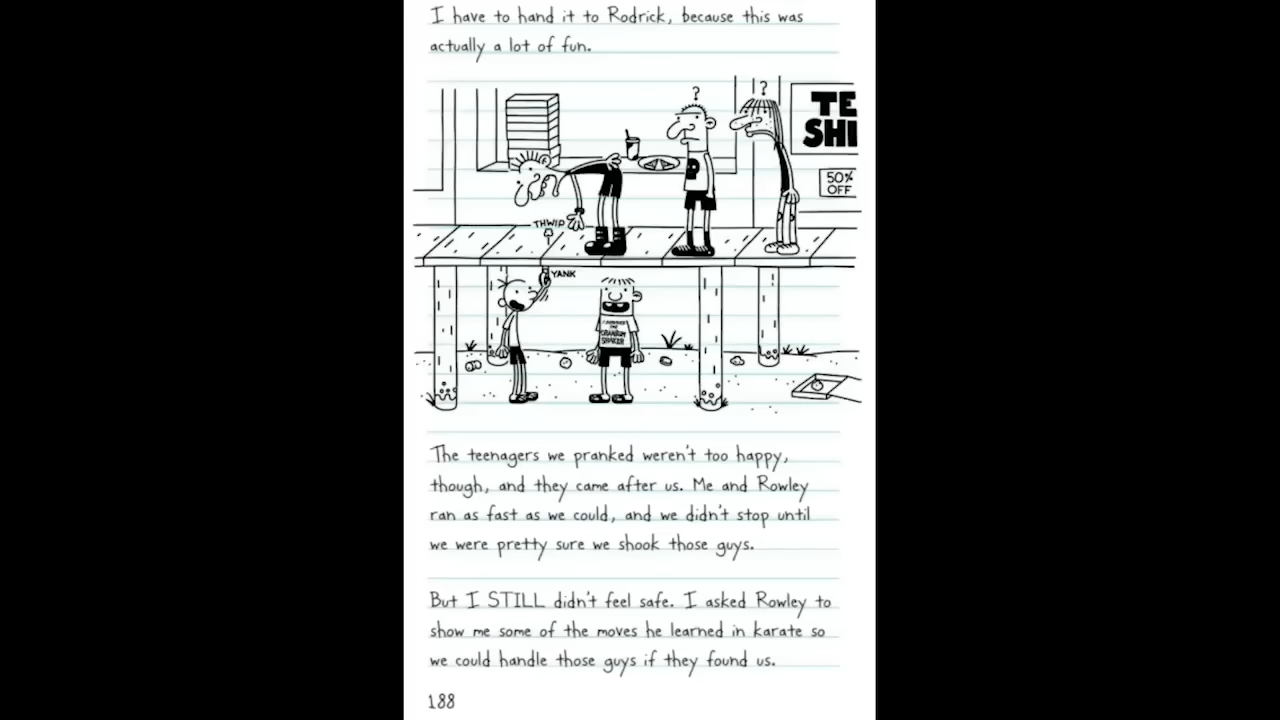 I have to hand it to Rodrick, because this was
actually a lot of fun.
? ?
TE
SHI
50%
OFF
THWIP
YANK
I SURVIVED
THE
CRANIUM
SHAKER
The teenagers we pranked weren't too happy,
though, and they came after us. Me and Rowley
ran as fast as we could, and we didn't stop until
we were pretty sure we shook those guys.
But I STILL didn't feel safe. I asked Rowley to
show me some of the moves he learned in karate so
we could handle those guys if they found us.
188